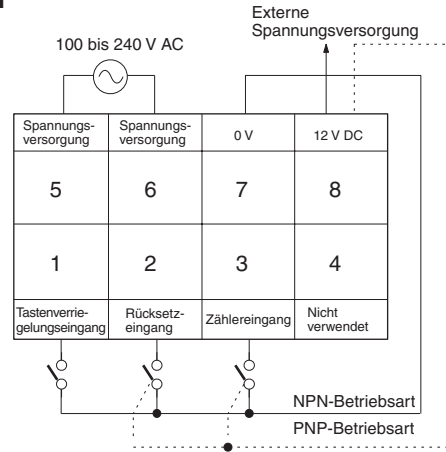 Externe
Spannungsversorgung
100 bis 240 V AC
Spannungs-
versorgung
Spannungs-
versorgung
0 V
12 V DC
5
6
7
8
1
2
3
4
Tastenverrie-
gelungseingang
Rücksetz-
eingang
Zählereingang
Nicht
verwendet
NPN-Betriebsart
PNP-Betriebsart